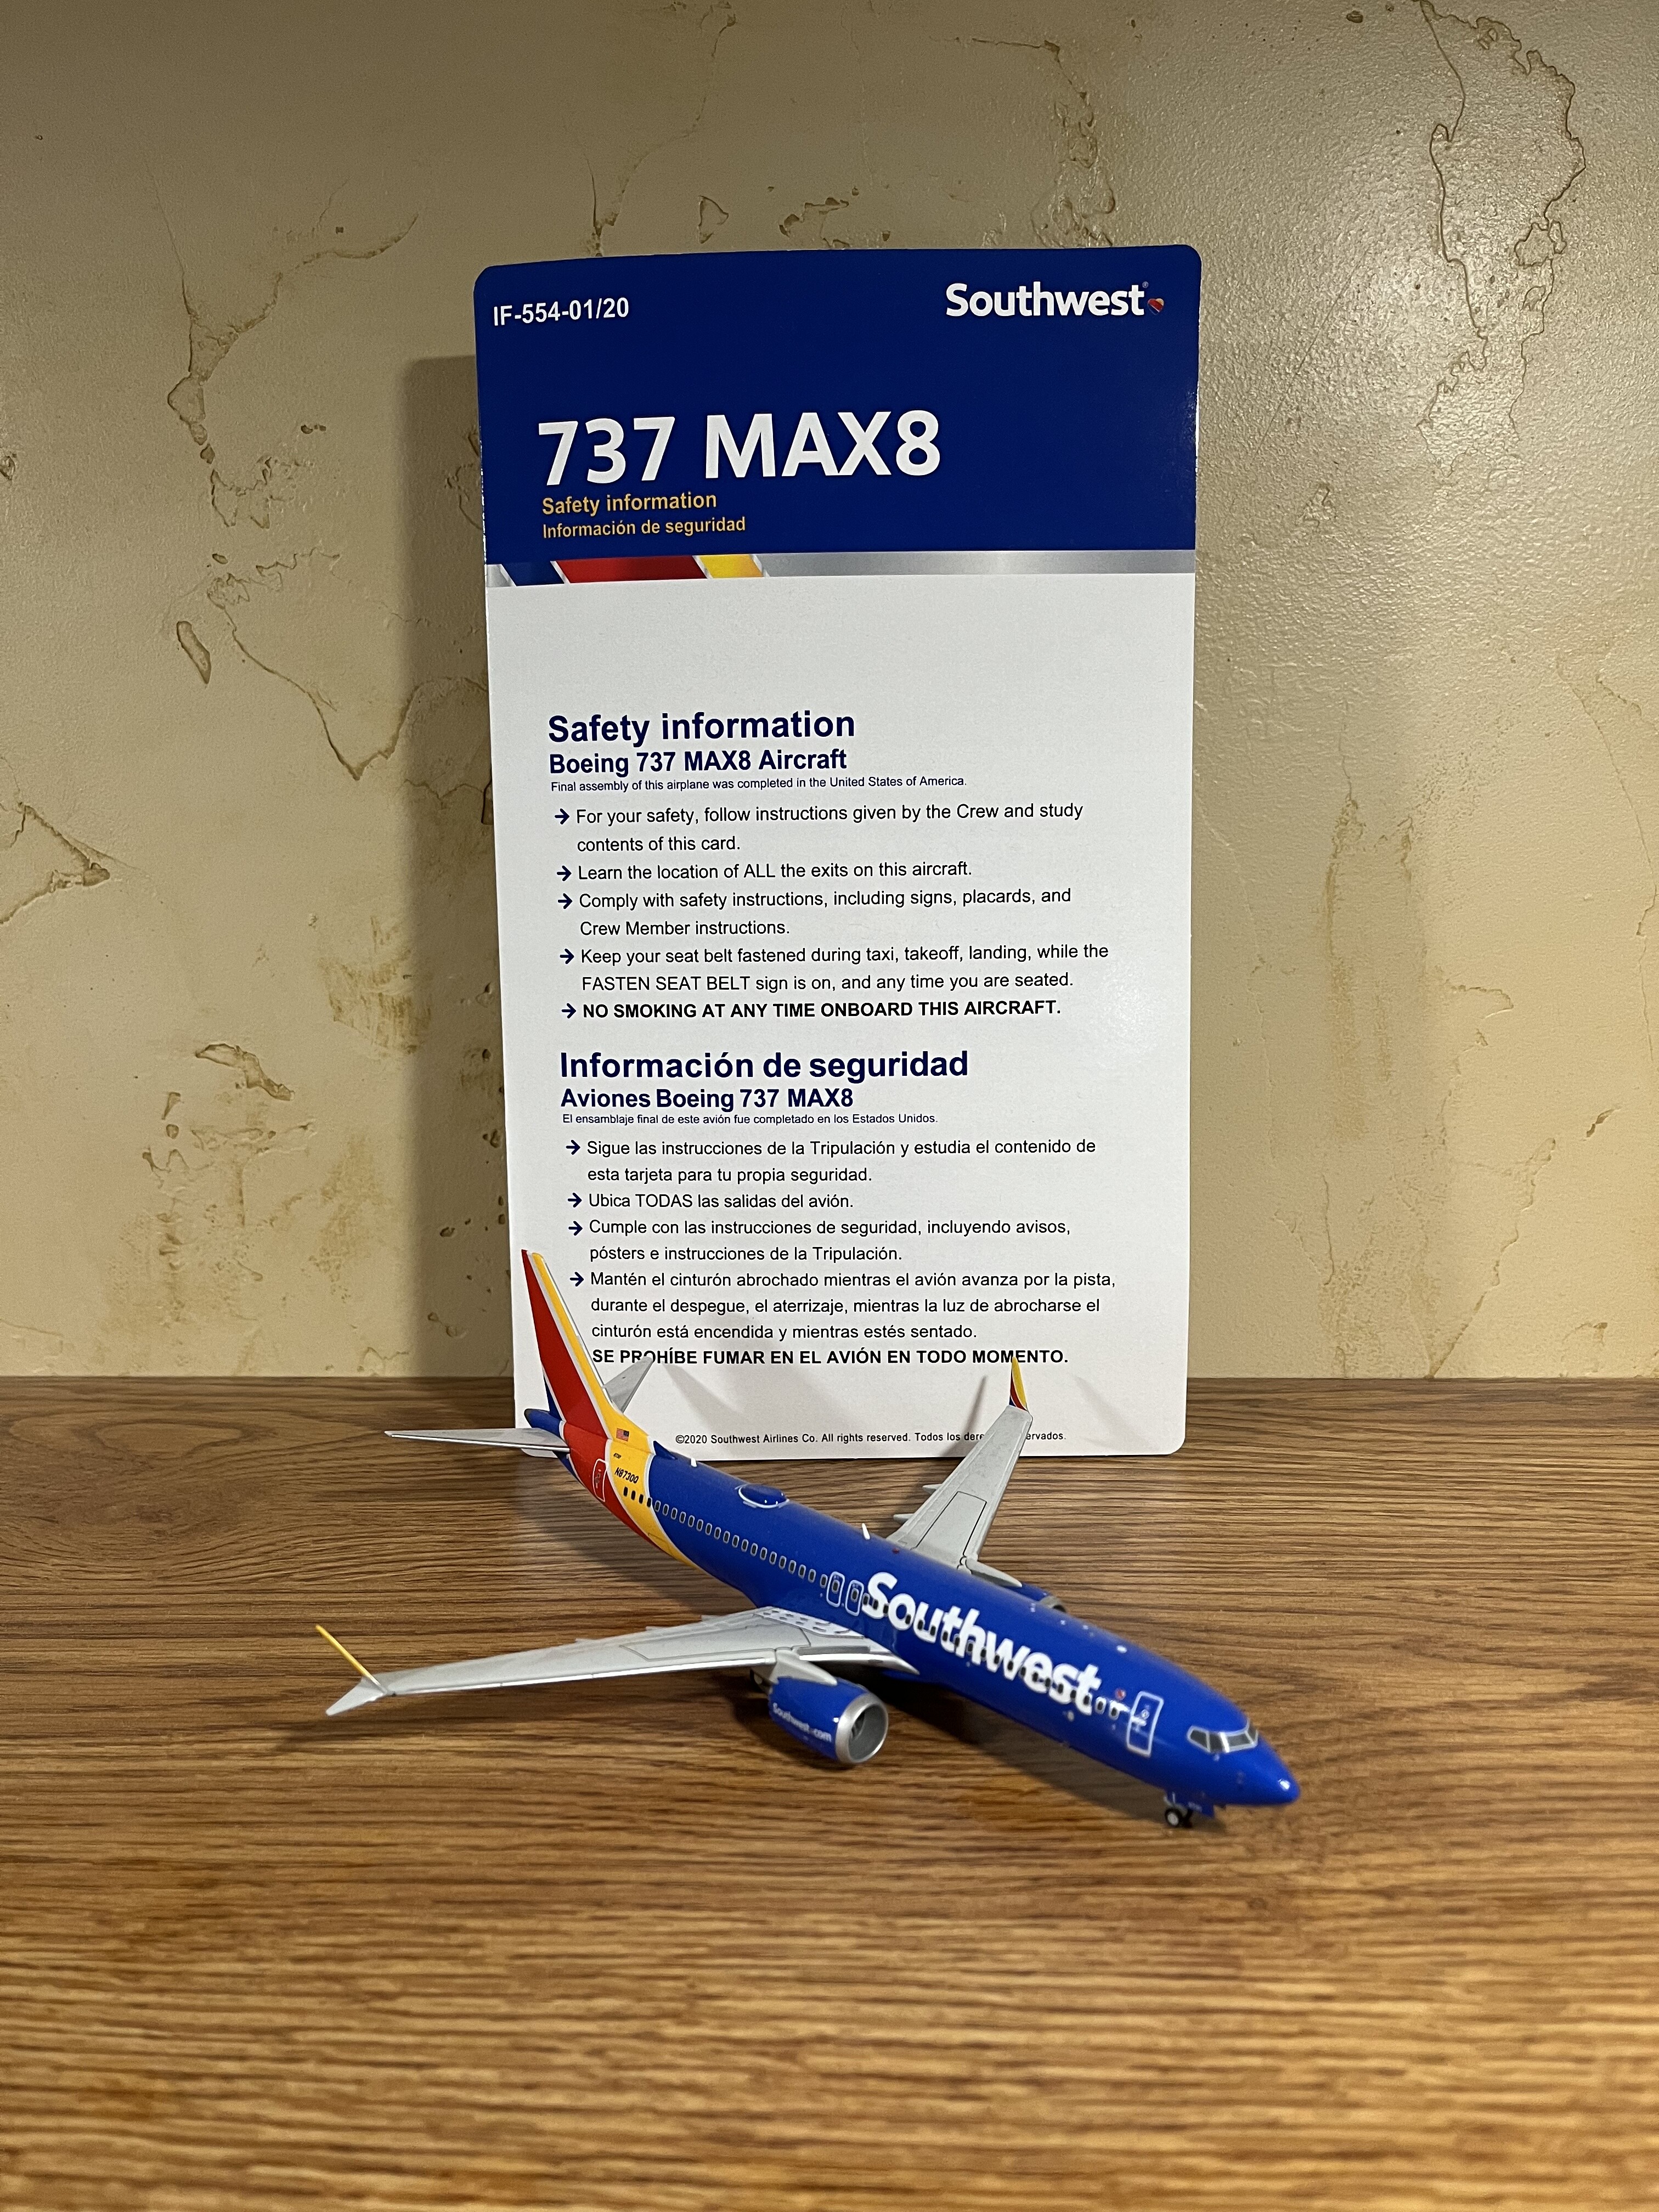 IF-554-01/20
Southwest
737 MAX8
Safety information
Información de seguridad
Safety information
Boeing 737 MAX8 Aircraft
Final assembly of this airplane was completed in the United States of America.
→ For your safety, follow instructions given by the Crew and study
contents of this card.
→ Learn the location of ALL the exits on this aircraft.
→ Comply with safety instructions, including signs, placards, and
Crew Member instructions.
→ Keep your seat belt fastened during taxi, takeoff, landing, while the
FASTEN SEAT BELT sign is on, and any time you are seated.
→ NO SMOKING AT ANY TIME ONBOARD THIS AIRCRAFT.
Información de seguridad
Aviones Boeing 737 MAX8
El ensamblaje final de este avión fue completado en los Estados Unidos.
→ Sigue las instrucciones de la Tripulación y estudia el contenido de
esta tarjeta para tu propia seguridad.
→ Ubica TODAS las salidas del avión.
→ Cumple con las instrucciones de seguridad, incluyendo avisos,
pósters e instrucciones de la Tripulación.
→ Mantén el cinturón abrochado mientras el avión avanza por la pista,
durante el despegue, el aterrizaje, mientras la luz de abrocharse el
cinturón está encendida y mientras estés sentado.
SE PROHÍBE FUMAR EN EL AVIÓN EN TODO MOMENTO.
©2020 Southwest Airlines Co. All rights reserved. Todos los
N8730Q
Southwest
Southwest.com